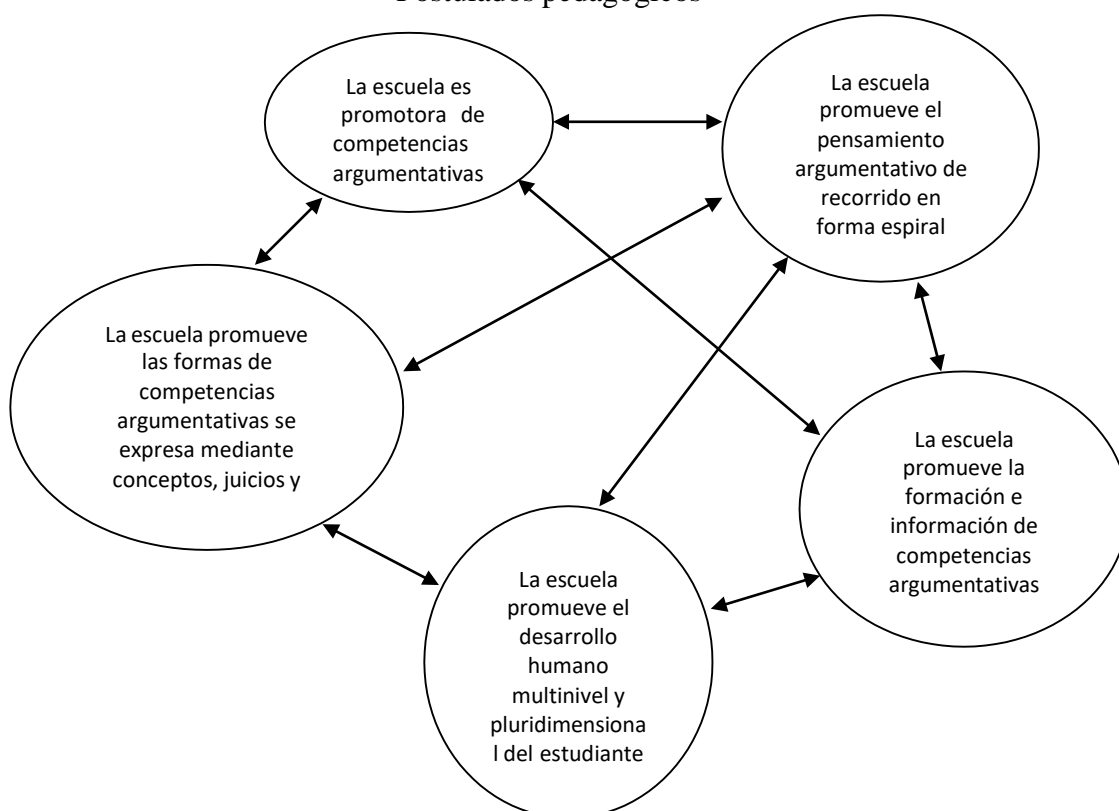 Postulados pedagógicos
La escuela es
promotora de
competencias
argumentativas
La escuela
promueve el
pensamiento
argumentativo de
recorrido en
forma espiral
La escuela promueve
las formas de
competencias
argumentativas se
expresa mediante
conceptos, juicios y
La escuela
promueve la
formación e
información de
competencias
argumentativas
La escuela
promueve el
desarrollo
humano
multinivel y
pluridimensiona
l del estudiante